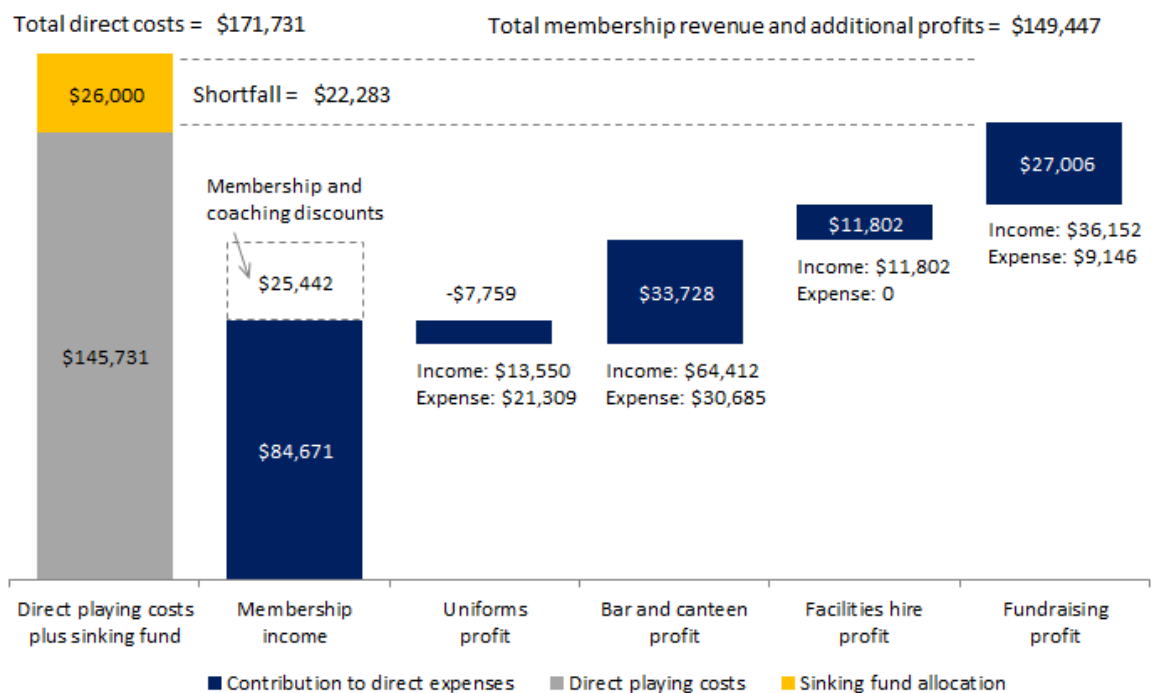 Total direct costs = $171,731
Total membership revenue and additional profits = $149,447
$26,000
Shortfall = $22,283
$27,006
Membership and
coaching discounts
$11,802
Income: $36,152
Expense: $9,146
Income: $11,802
Expense: 0
$25,442
-$7,759
$33,728
$145,731
Income: $13,550
Expense: $21,309
Income: $64,412
Expense: $30,685
$84,671
Direct playing costs
plus sinking fund
Membership
income
Uniforms
profit
Bar and canteen
profit
Facilities hire
profit
Fundraising
profit
Contribution to direct expenses
Direct playing costs
Sinking fund allocation